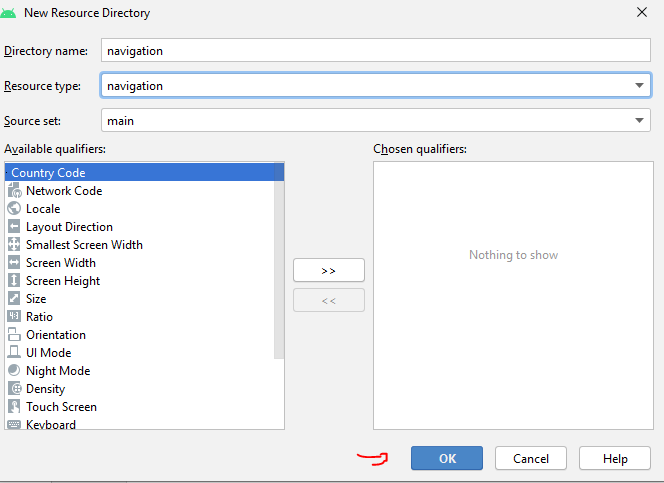 New Resource Directory
Directory name: navigation
Resource type: navigation
Source set: main
Available qualifiers:
Country Code
Network Code
Locale
Layout Direction
Smallest Screen Width
Screen Width
Screen Height
Size
Ratio
Orientation
UI Mode
Night Mode
Density
Touch Screen
Keyboard
>>
<<
Chosen qualifiers:
Nothing to show
OK Cancel Help